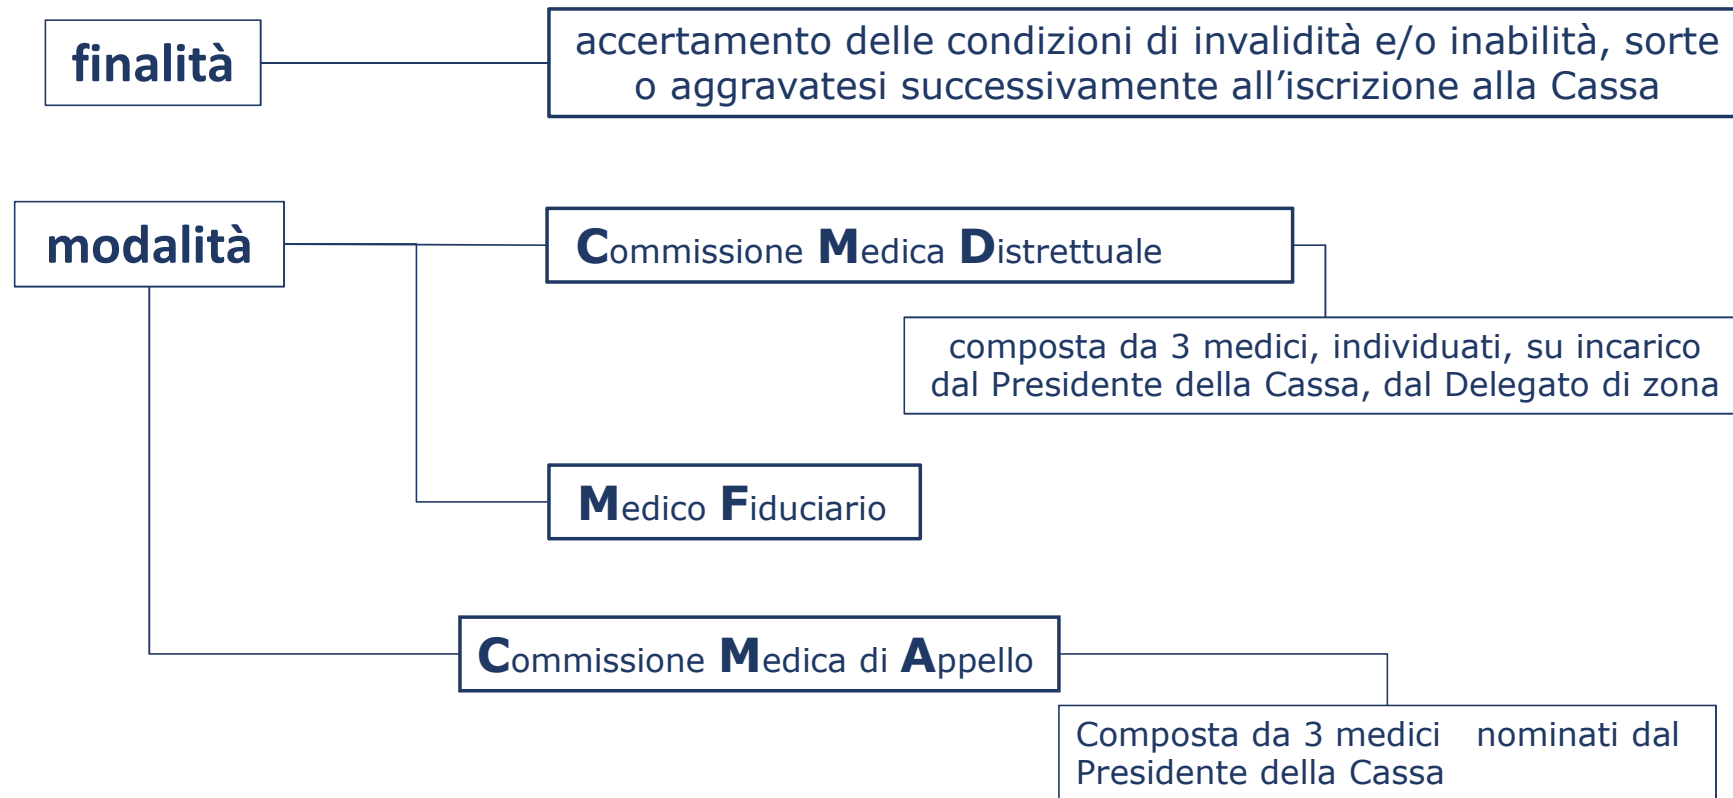 finalità
accertamento delle condizioni di invalidità e/o inabilità, sorte
o aggravatesi successivamente all’iscrizione alla Cassa
modalità
Commissione Medica Distrettuale
composta da 3 medici, individuati, su incarico
dal Presidente della Cassa, dal Delegato di zona
Medico Fiduciario
Commissione Medica di Appello
Composta da 3 medici nominati dal
Presidente della Cassa